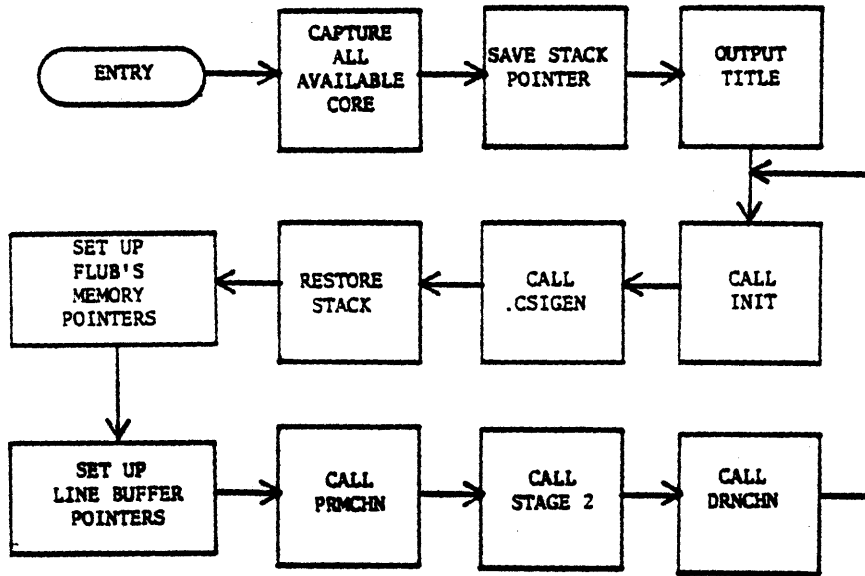 ENTRY
CAPTURE
ALL
AVAILABLE
CORE
SAVE STACK
POINTER
OUTPUT
TITLE
CALL
INIT
CALL
.CSIGEN
RESTORE
STACK
SET UP
FLUB'S
MEMORY
POINTERS
SET UP
LINE BUFFER
POINTERS
CALL
PRMCHN
CALL
STAGE 2
CALL
DRNCHN